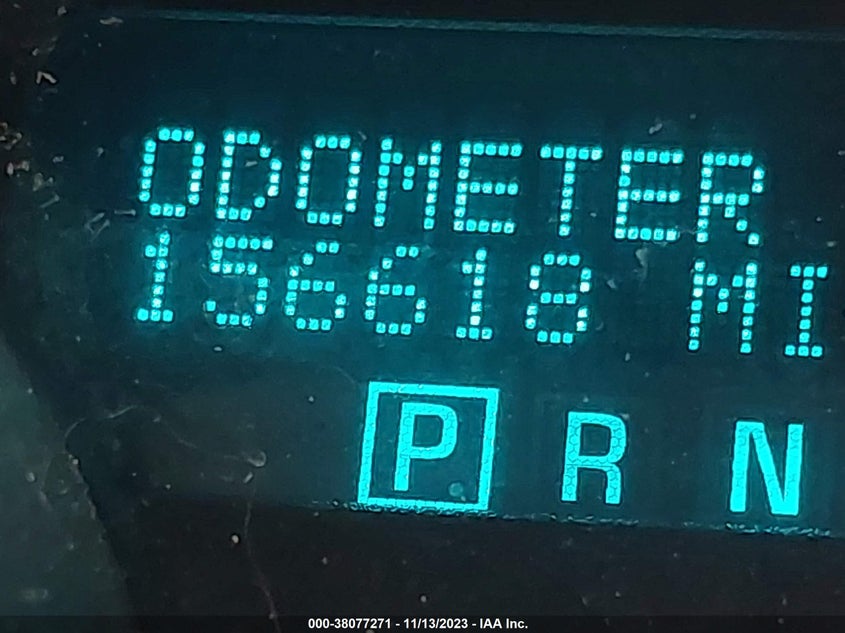 ODOMETER
156618 MI
P R N
000-38077271 - 11/13/2023 - IAA Inc.